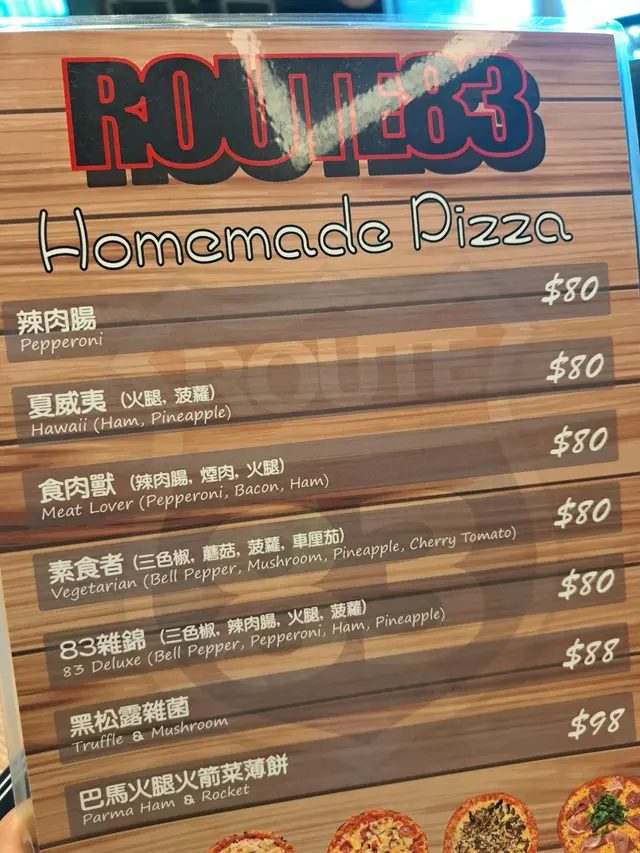 ROUTE83
Homemade Pizza
辣肉腸 $80
Pepperoni
夏威夷 (火腿, 菠蘿) $80
Hawaii (Ham, Pineapple)
食肉獸 (辣肉腸, 煙肉, 火腿) $80
Meat Lover (Pepperoni, Bacon, Ham)
素食者 (三色椒, 蘑菇, 菠蘿, 車厘茄) $80
Vegetarian (Bell Pepper, Mushroom, Pineapple, Cherry Tomato)
83雜錦 (三色椒, 辣肉腸, 火腿, 菠蘿) $80
83 Deluxe (Bell Pepper, Pepperoni, Ham, Pineapple)
黑松露雜菌 $88
Truffle & Mushroom
巴馬火腿火箭菜薄餅 $98
Parma Ham & Rocket
ROUTE
83